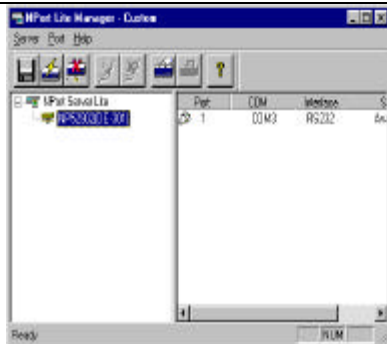 NPort Lite Manager - Custom
Server Port Help
NPort Server Lite
Port COM Interface
1 COM3 RS232
Ready NUM